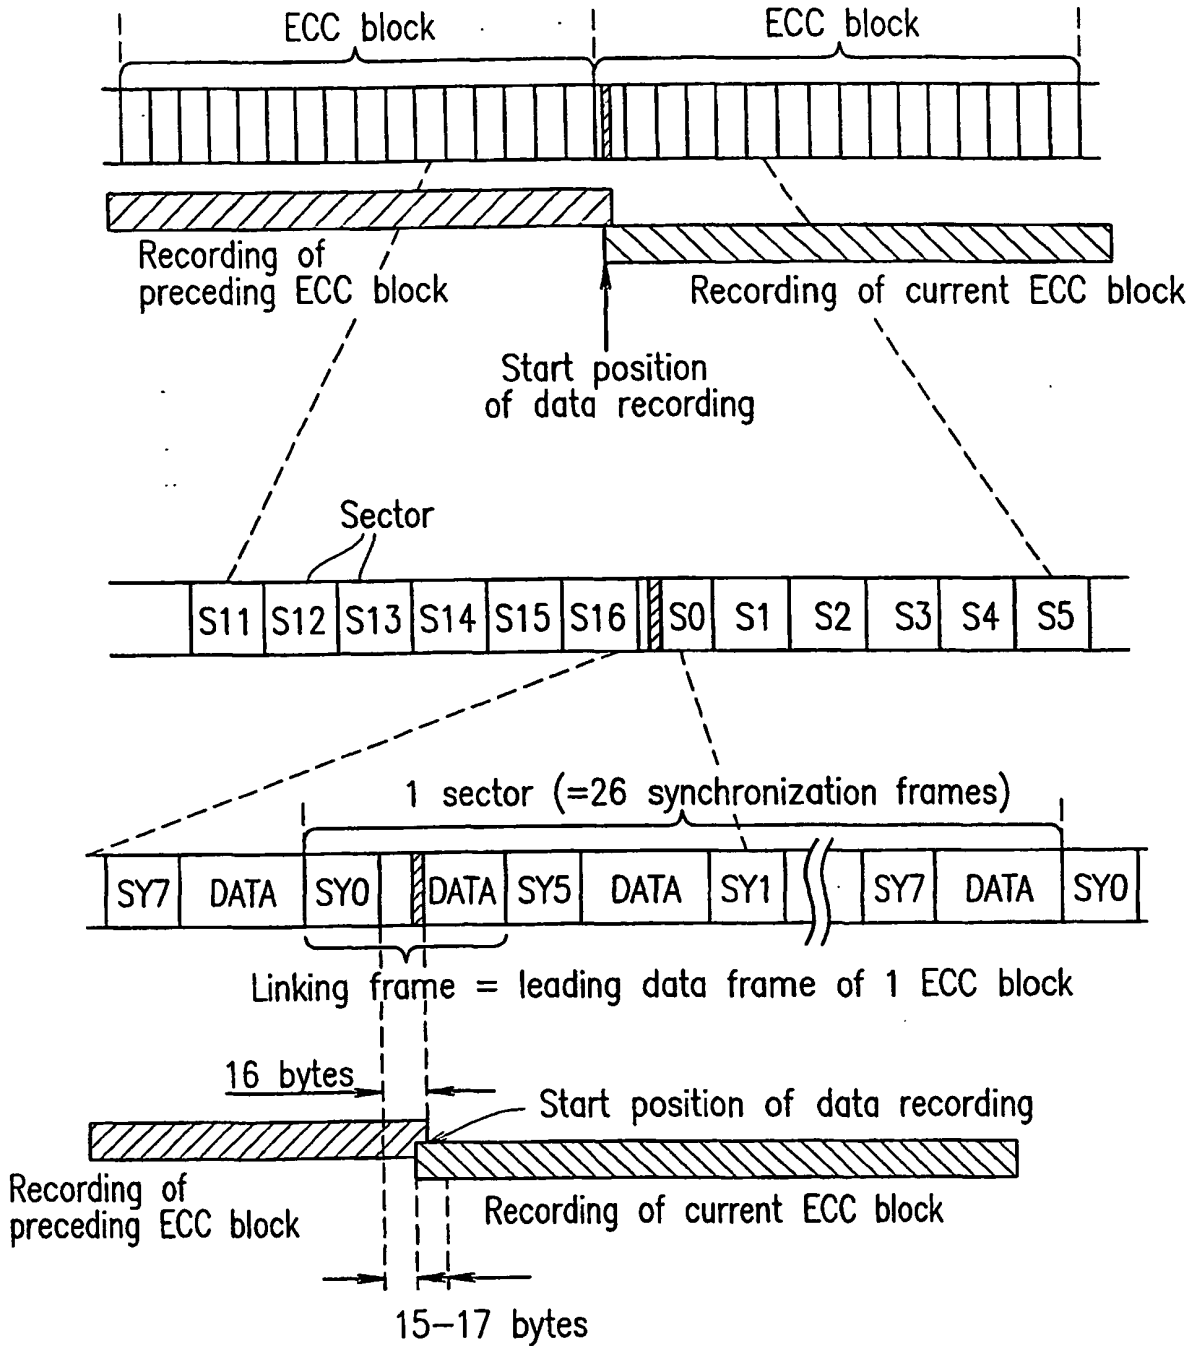 ECC block
ECC block
Recording of
preceding ECC block
Recording of current ECC block
Start position
of data recording
Sector
S11 S12 S13 S14 S15 S16 S0 S1 S2 S3 S4 S5
1 sector (=26 synchronization frames)
SY7 DATA SY0 DATA SY5 DATA SY1 SY7 DATA SY0
Linking frame = leading data frame of 1 ECC block
16 bytes
Start position of data recording
Recording of
preceding ECC block
Recording of current ECC block
15-17 bytes